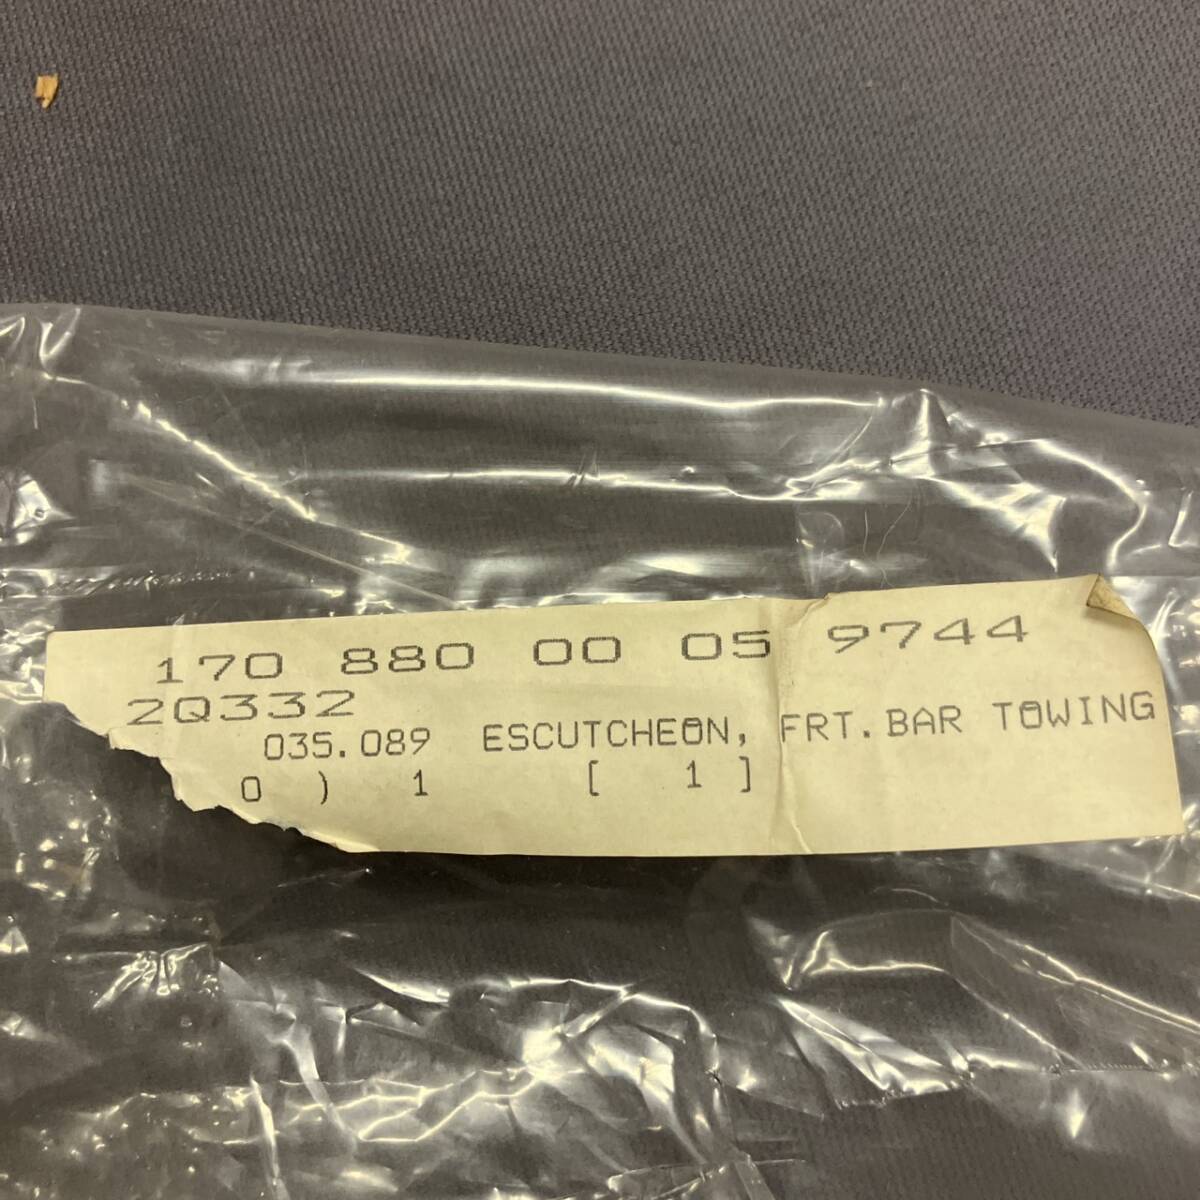 170 880 00 05 9744
2Q332
035.089 ESCUTCHEON, FRT. BAR TOWING
0 ) 1 [ 1 ]